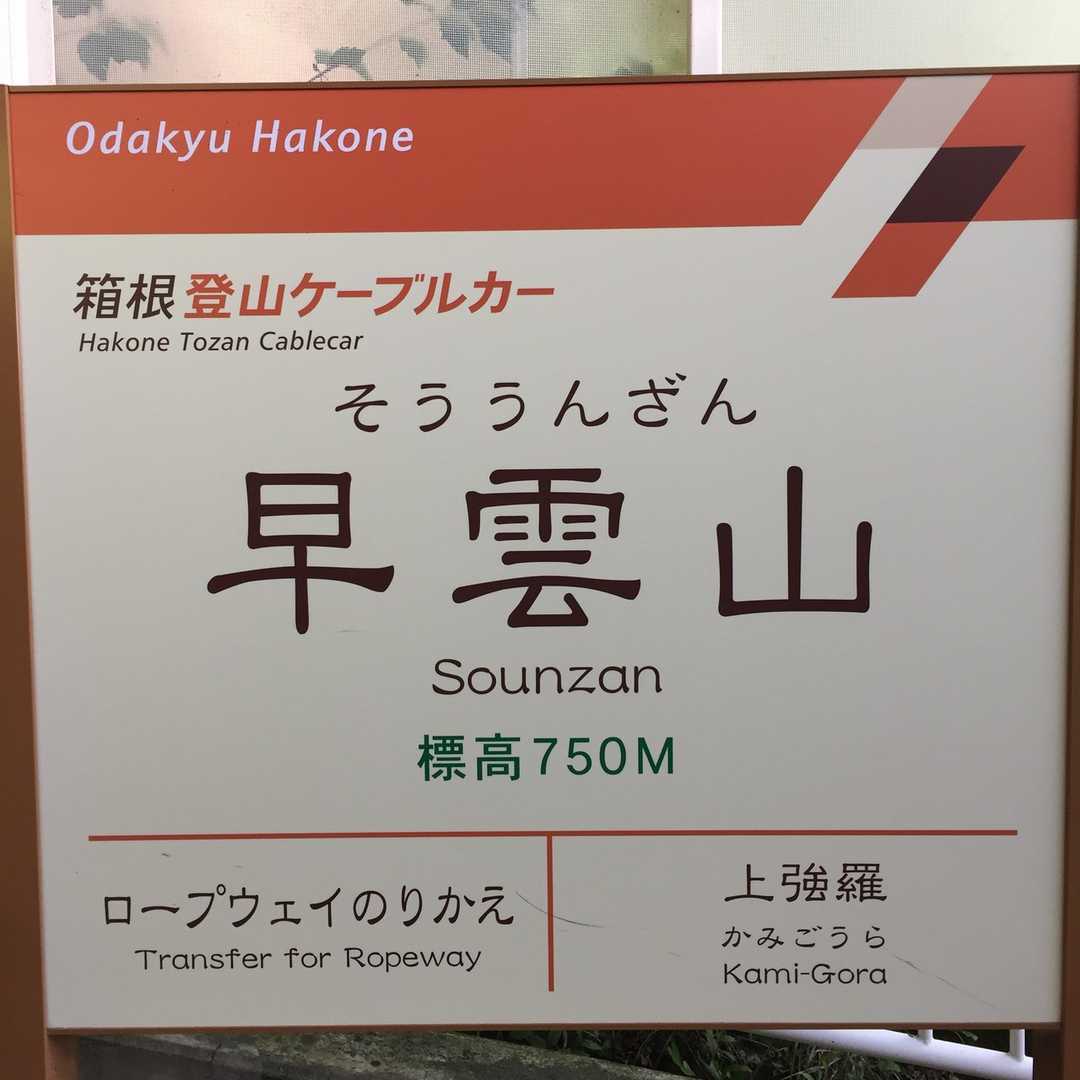 Odakyu Hakone
箱根登山ケーブルカー
Hakone Tozan Cablecar
そううんざん
早雲山
Sounzan
標高750M
ロープウェイのりかえ
Transfer for Ropeway
上強羅
かみごうら
Kami-Gora